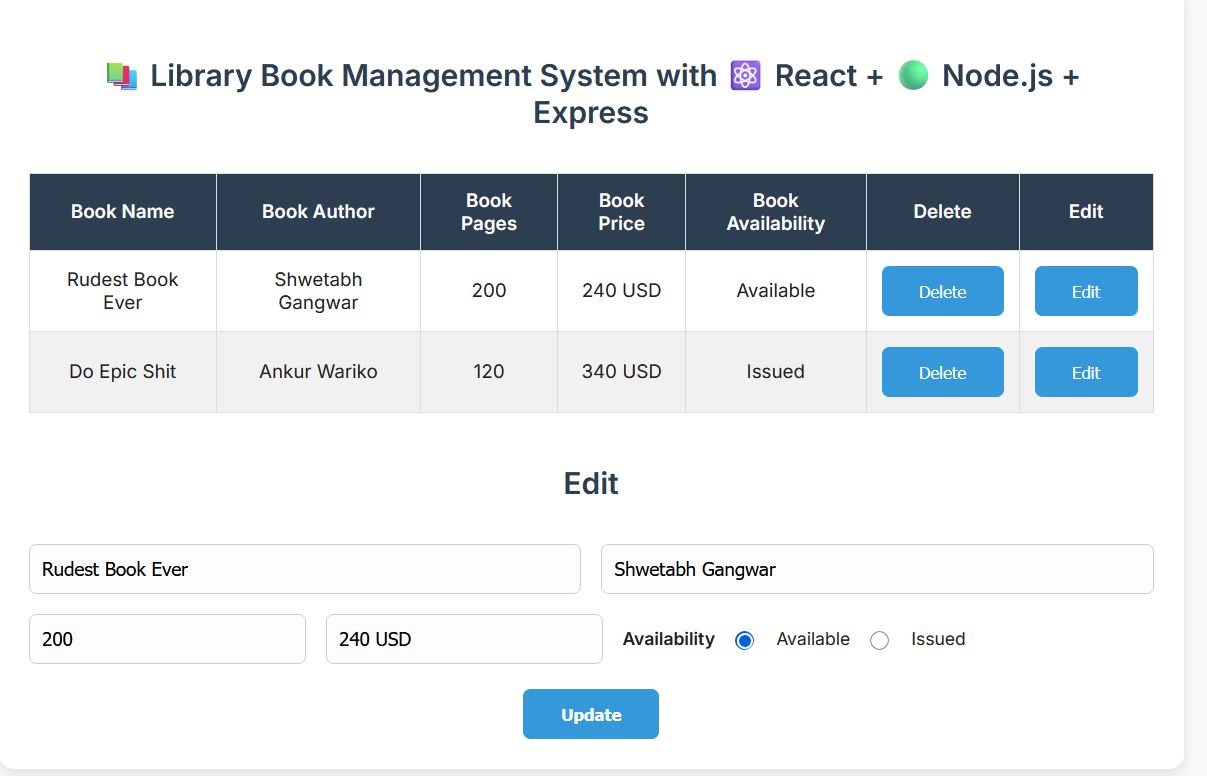 📚 Library Book Management System with ⚛️ React + 🟢 Node.js +
Express
Book Name Book Author Book Pages Book Price Book Availability Delete Edit
Rudest Book Ever Shwetabh Gangwar 200 240 USD Available Delete Edit
Do Epic Shit Ankur Wariko 120 340 USD Issued Delete Edit
Edit
Rudest Book Ever Shwetabh Gangwar
200 240 USD Availability Available Issued
Update